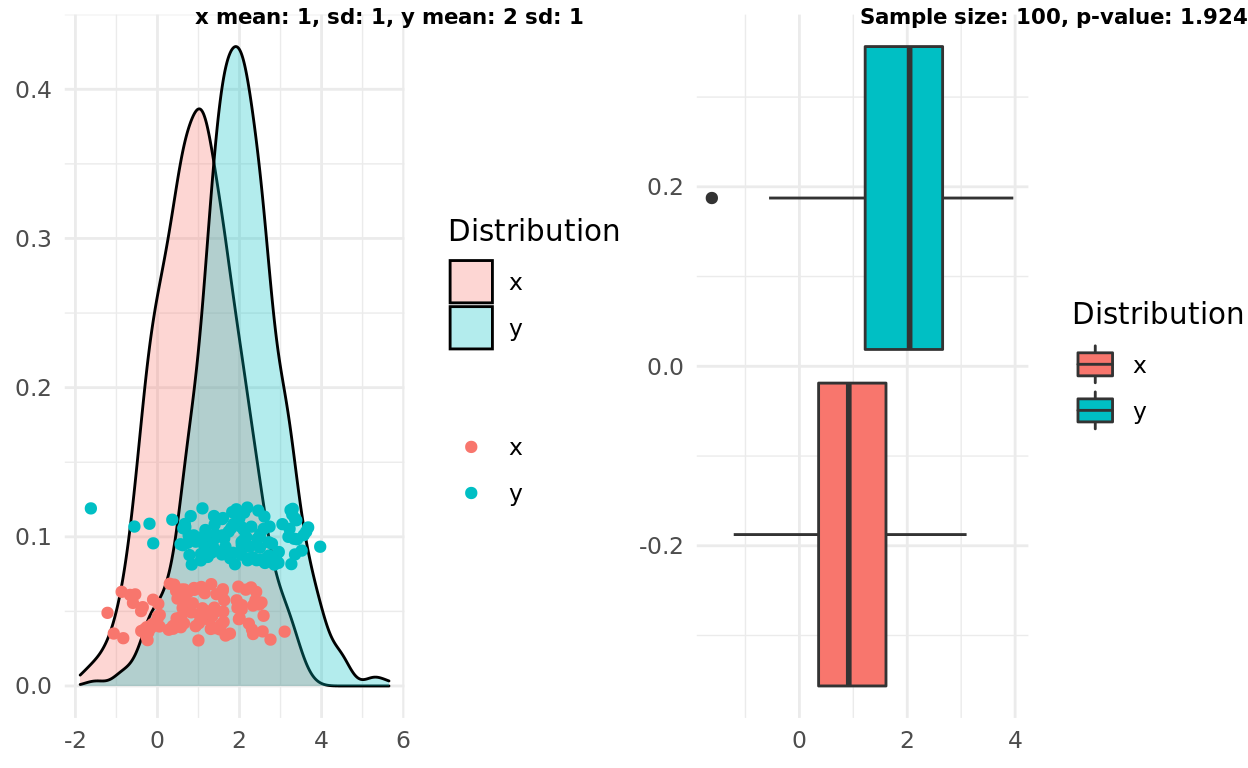 x mean: 1, sd: 1, y mean: 2 sd: 1
0.4
0.3
0.2
0.1
0.0
-2 0 2 4 6
Distribution
x
y
x
y
Sample size: 100, p-value: 1.924
0.2
0.0
-0.2
0 2 4
Distribution
x
y